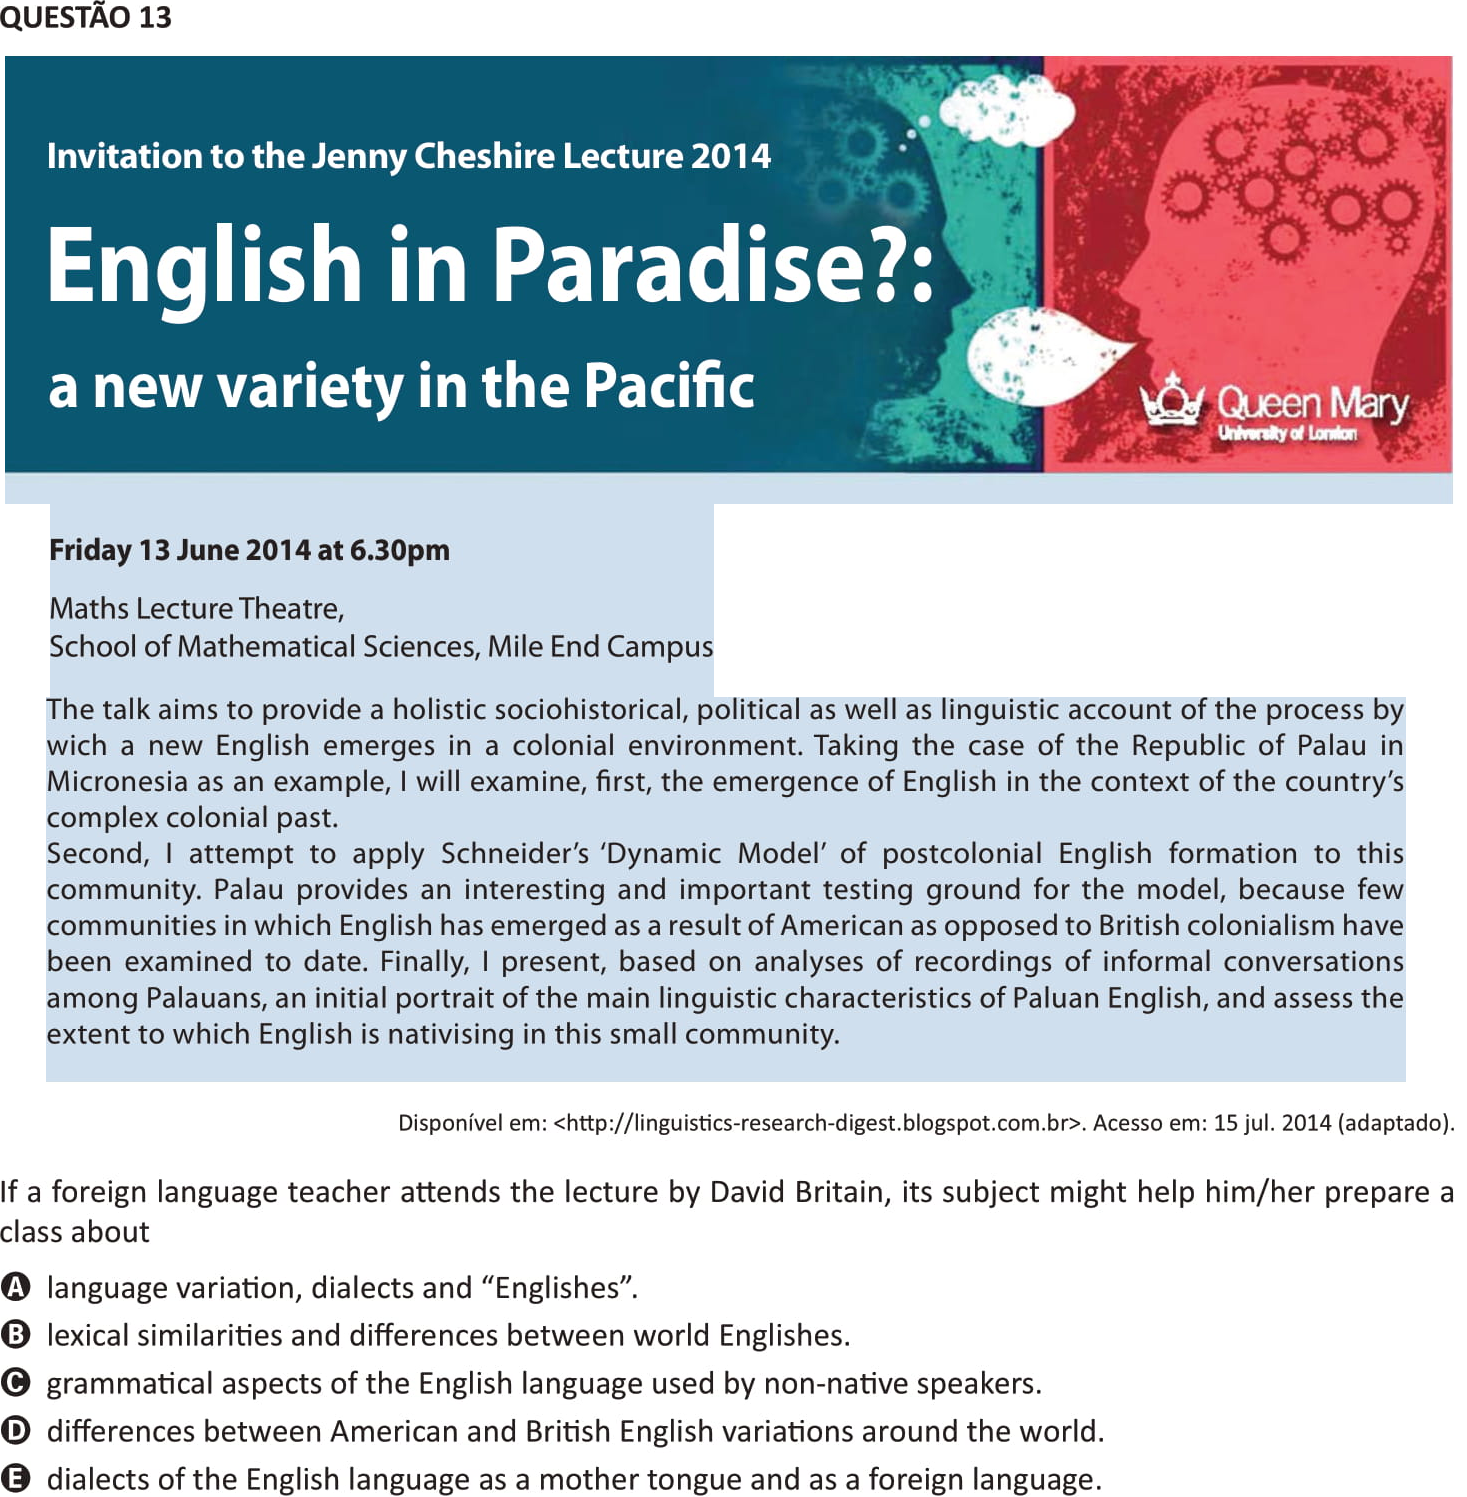 QUESTÃO 13
Invitation to the Jenny Cheshire Lecture 2014
English in Paradise?:
a new variety in the Pacific
Queen Mary
University of London
Friday 13 June 2014 at 6.30pm
Maths Lecture Theatre,
School of Mathematical Sciences, Mile End Campus
The talk aims to provide a holistic sociohistorical, political as well as linguistic account of the process by
wich a new English emerges in a colonial environment. Taking the case of the Republic of Palau in
Micronesia as an example, I will examine, first, the emergence of English in the context of the country's
complex colonial past.
Second, I attempt to apply Schneider's ‘Dynamic Model’ of postcolonial English formation to this
community. Palau provides an interesting and important testing ground for the model, because few
communities in which English has emerged as a result of American as opposed to British colonialism have
been examined to date. Finally, I present, based on analyses of recordings of informal conversations
among Palauans, an initial portrait of the main linguistic characteristics of Paluan English, and assess the
extent to which English is nativising in this small community.
Disponível em: <http://linguistics-research-digest.blogspot.com.br>. Acesso em: 15 jul. 2014 (adaptado).
If a foreign language teacher attends the lecture by David Britain, its subject might help him/her prepare a
class about
A language variation, dialects and “Englishes”.
B lexical similarities and differences between world Englishes.
C grammatical aspects of the English language used by non-native speakers.
D differences between American and British English variations around the world.
E dialects of the English language as a mother tongue and as a foreign language.